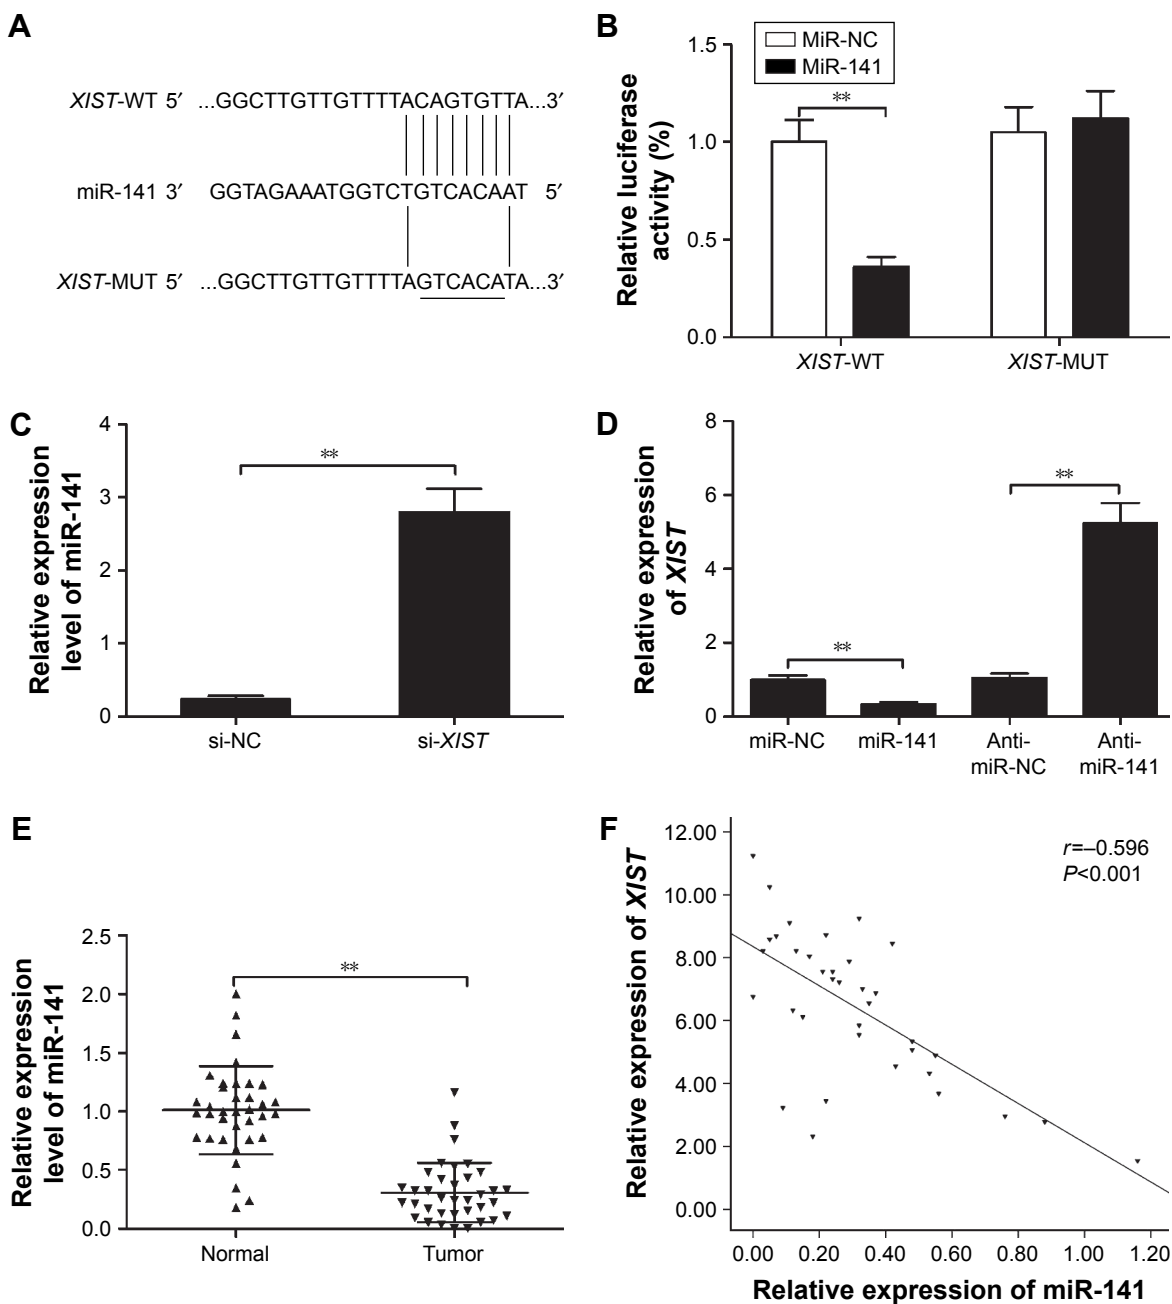 A
XIST-WT 5′ ...GGCTTGTTGTTTTACAGTGTTA...3′
miR-141 3′ GGTAGAAATGGTCTGTCACAAT 5′
XIST-MUT 5′ ...GGCTTGTTGTTTTAGTCACATA...3′
B
MiR-NC
MiR-141
Relative luciferase
activity (%)
1.5
1.0
0.5
0.0
**
XIST-WT
XIST-MUT
C
Relative expression
level of miR-141
4
3
2
1
0
**
si-NC
si-XIST
D
Relative expression
of XIST
8
6
4
2
0
**
**
miR-NC
miR-141
Anti-
miR-NC
Anti-
miR-141
E
Relative expression
level of miR-141
2.5
2.0
1.5
1.0
0.5
0.0
**
Normal
Tumor
F
Relative expression of XIST
12.00
10.00
8.00
6.00
4.00
2.00
0.00
r=–0.596
P<0.001
0.00 0.20 0.40 0.60 0.80 1.00 1.20
Relative expression of miR-141